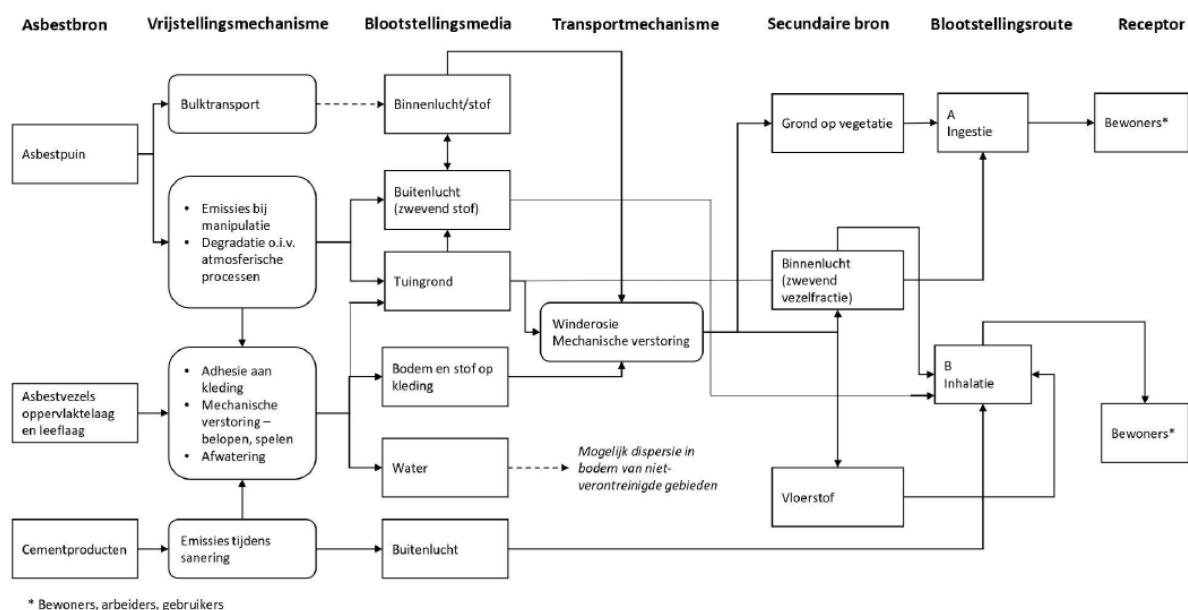 Asbestbron Vrijstellingsmechanisme Blootstellingsmedia Transportmechanisme Secundaire bron Blootstellingsroute Receptor
Asbestpuin
Asbestvezels
oppervlaktelaag
en leeflaag
Cementproducten
Bulktransport
• Emissies bij
manipulatie
• Degradatie o.i.v.
atmosferische
processen
• Adhesie aan
kleding
• Mechanische
verstoring –
belopen, spelen
• Afwatering
Emissies tijdens
sanering
Binnenlucht/stof
Buitenlucht
(zwevend stof)
Tuingrond
Bodem en stof op
kleding
Water
Buitenlucht
Winderosie
Mechanische verstoring
Mogelijk dispersie in
bodem van niet-
verontreinigde gebieden
Grond op vegetatie
Binnenlucht
(zwevend
vezelfractie)
Vloerstof
A
Ingestie
B
Inhalatie
Bewoners*
Bewoners*
* Bewoners, arbeiders, gebruikers